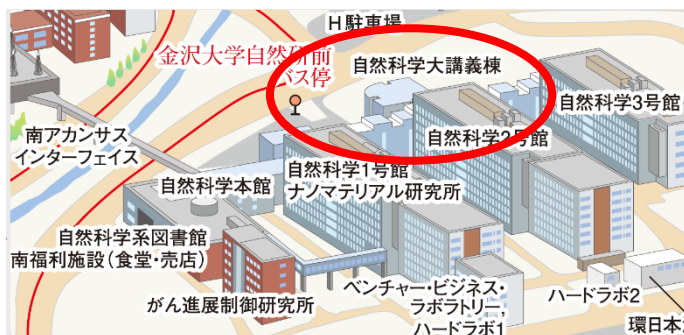 H駐車場
金沢大学自然研前
バス停
自然科学大講義棟
自然科学3号館
自然科学2号館
南アカンサス
インターフェイス
自然科学本館
自然科学1号館
ナノマテリアル研究所
自然科学系図書館
南福利施設（食堂・売店）
がん進展制御研究所
ベンチャー・ビジネス・
ラボラトリー,
ハードラボ1
ハードラボ2
環日本